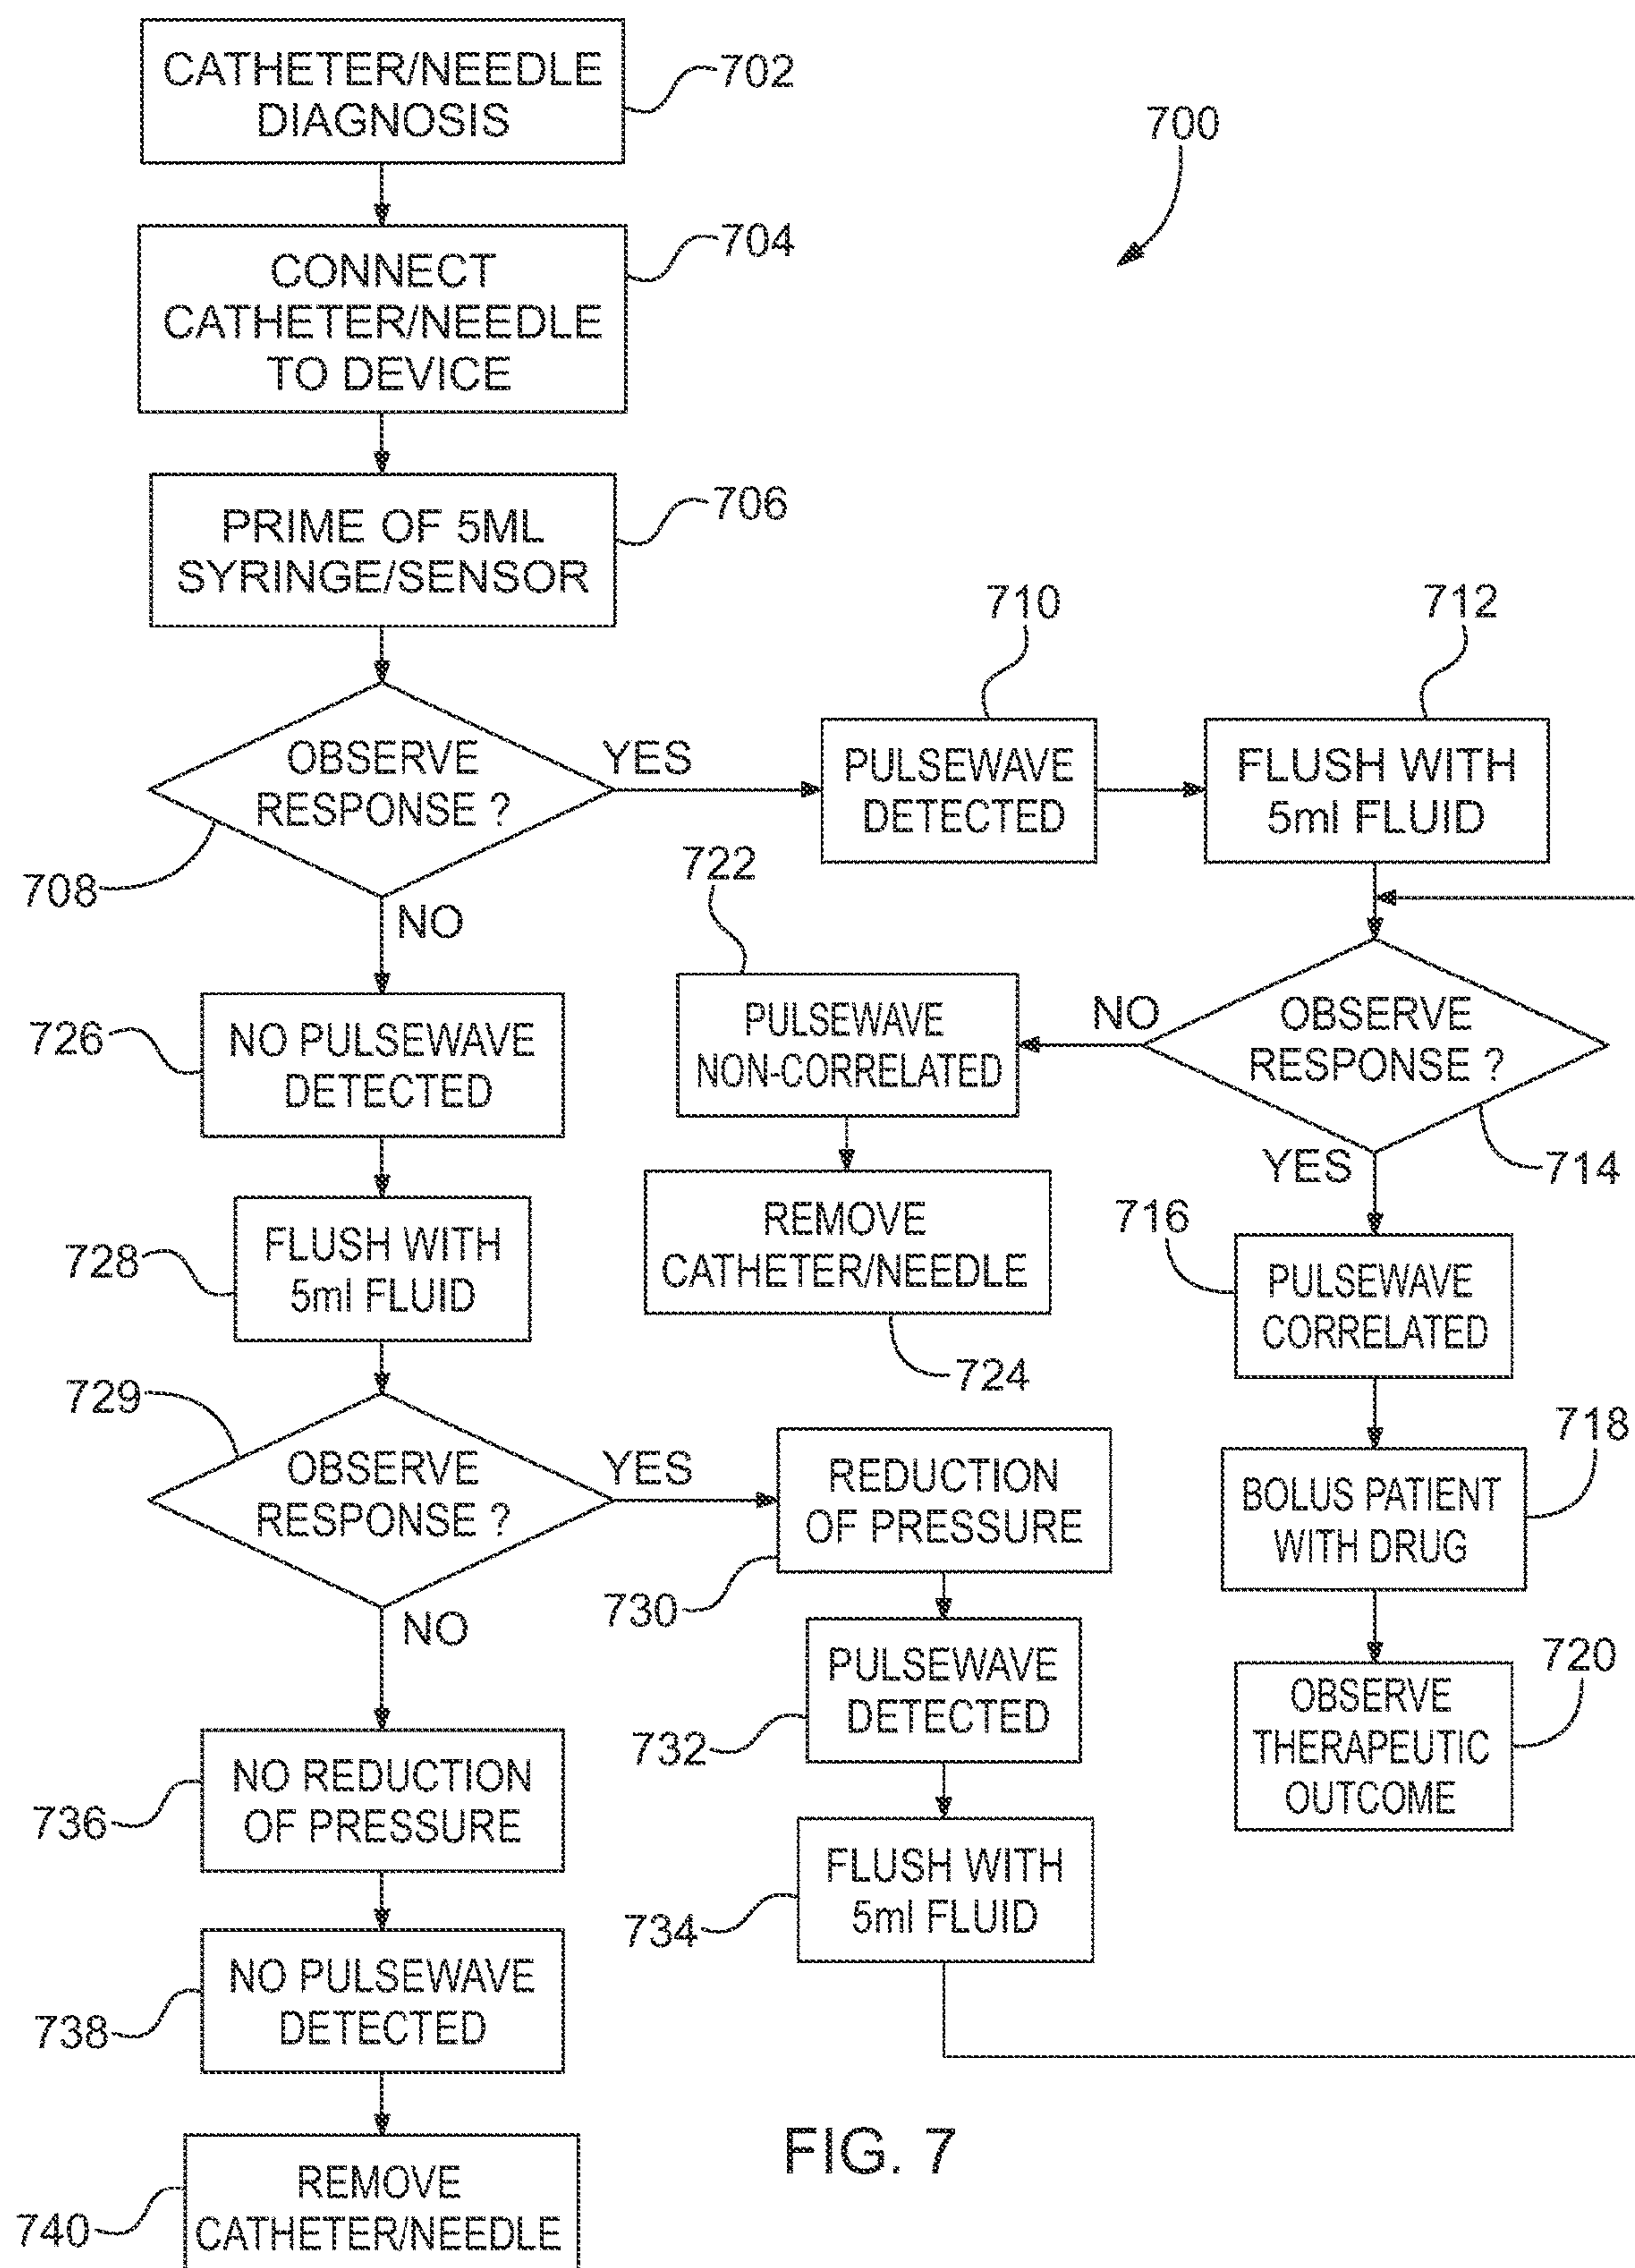 CATHETER/NEEDLE
DIAGNOSIS
702
700
CONNECT
CATHETER/NEEDLE
TO DEVICE
704
PRIME OF 5ML
SYRINGE/SENSOR
706
OBSERVE
RESPONSE ?
708
YES
NO
710
PULSEWAVE
DETECTED
712
FLUSH WITH
5ml FLUID
OBSERVE
RESPONSE ?
714
NO
YES
722
PULSEWAVE
NON-CORRELATED
REMOVE
CATHETER/NEEDLE
724
716
PULSEWAVE
CORRELATED
718
BOLUS PATIENT
WITH DRUG
720
OBSERVE
THERAPEUTIC
OUTCOME
726
NO PULSEWAVE
DETECTED
728
FLUSH WITH
5ml FLUID
729
OBSERVE
RESPONSE ?
YES
NO
REDUCTION
OF PRESSURE
730
PULSEWAVE
DETECTED
732
FLUSH WITH
5ml FLUID
734
NO REDUCTION
OF PRESSURE
736
NO PULSEWAVE
DETECTED
738
REMOVE
CATHETER/NEEDLE
740
FIG. 7